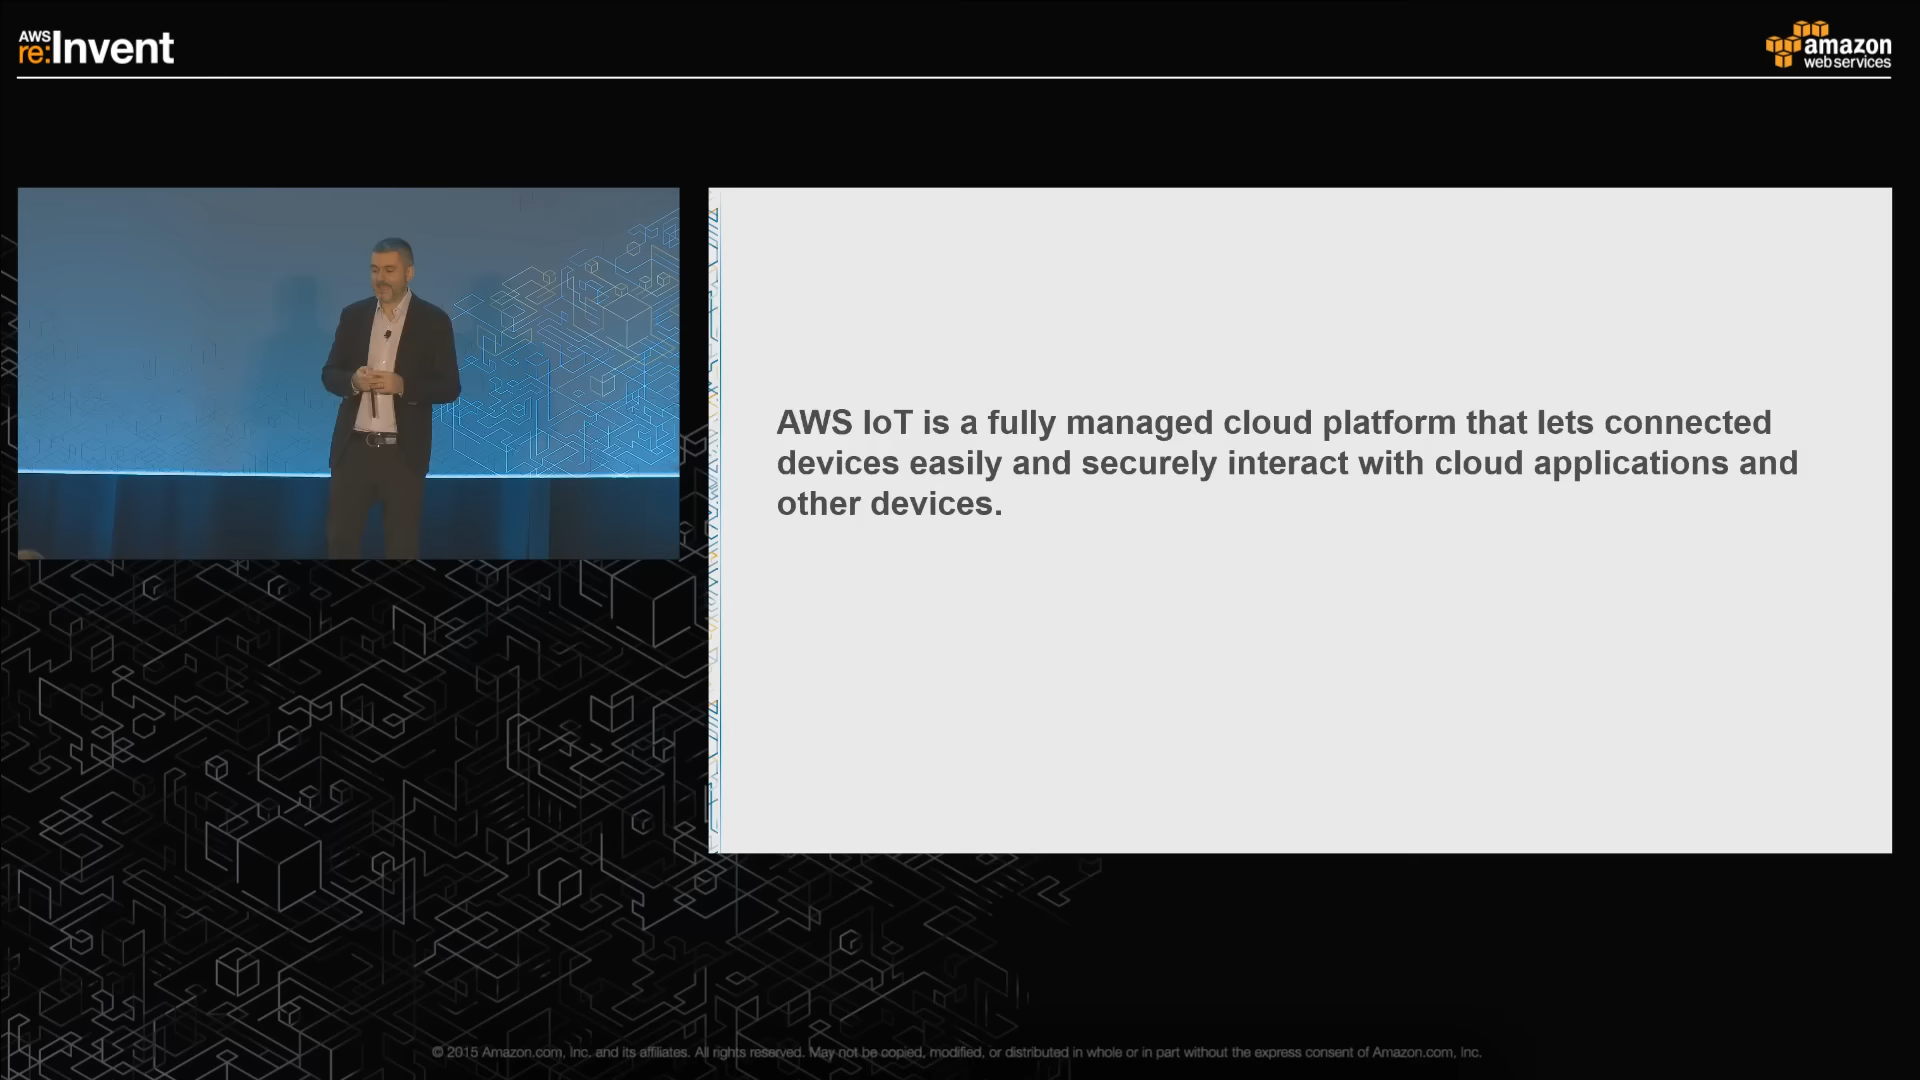 AWS
re:Invent
amazon
webservices
AWS IoT is a fully managed cloud platform that lets connected
devices easily and securely interact with cloud applications and
other devices.
© 2015 Amazon.com, Inc. and its affiliates. All rights reserved. May not be copied, modified, or distributed in whole or in part without the express consent of Amazon.com, Inc.